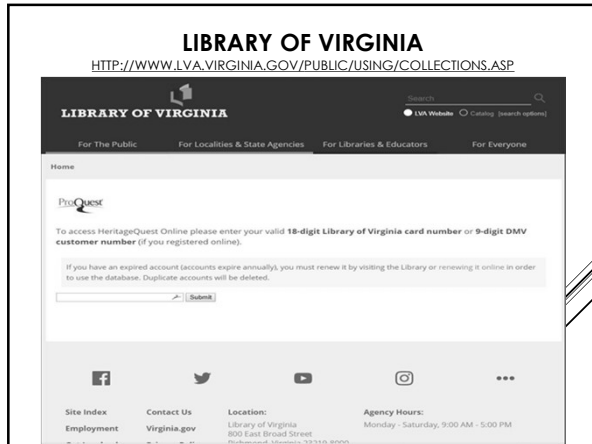 LIBRARY OF VIRGINIA
HTTP://WWW.LVA.VIRGINIA.GOV/PUBLIC/USING/COLLECTIONS.ASP
LIBRARY OF VIRGINIA
Search
LVA Website Catalog (search options)
For The Public For Localities & State Agencies For Libraries & Educators For Everyone
Home
ProQuest
To access HeritageQuest Online please enter your valid 18-digit Library of Virginia card number or 9-digit DMV
customer number (if you registered online).
If you have an expired account (accounts expire annually), you must renew it by visiting the Library or renewing it online in order
to use the database. Duplicate accounts will be deleted.
Submit
Site Index Contact Us Location: Agency Hours:
Employment Virginia.gov Library of Virginia Monday - Saturday, 9:00 AM - 5:00 PM
800 East Broad Street
Richmond, Virginia 23219-8000